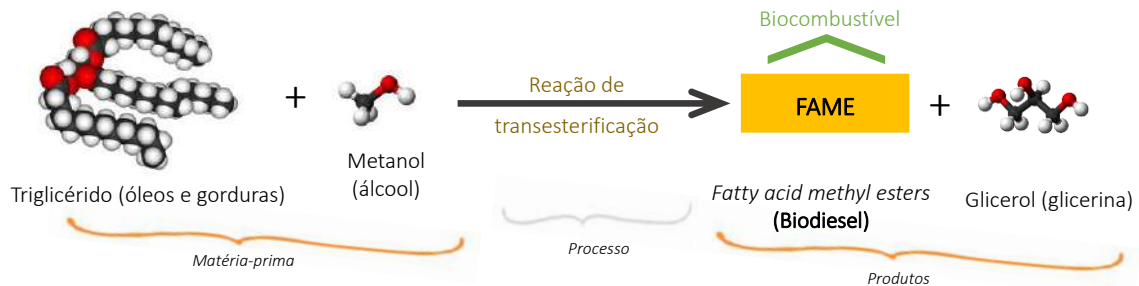 Biocombustível
+
Reação de
transesterificação
FAME
+
Metanol
(álcool)
Triglicérido (óleos e gorduras)
Fatty acid methyl esters
(Biodiesel)
Glicerol (glicerina)
Matéria-prima
Processo
Produtos